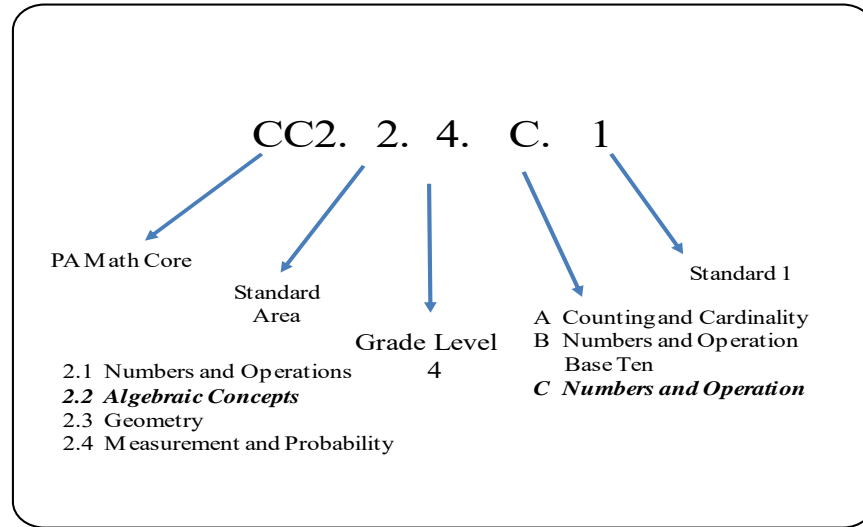 CC2. 2. 4. C. 1
PA Math Core
Standard
Area
Grade Level
4
Standard 1
A Counting and Cardinality
B Numbers and Operation
Base Ten
C Numbers and Operation
2.1 Numbers and Operations
2.2 Algebraic Concepts
2.3 Geometry
2.4 Measurement and Probability